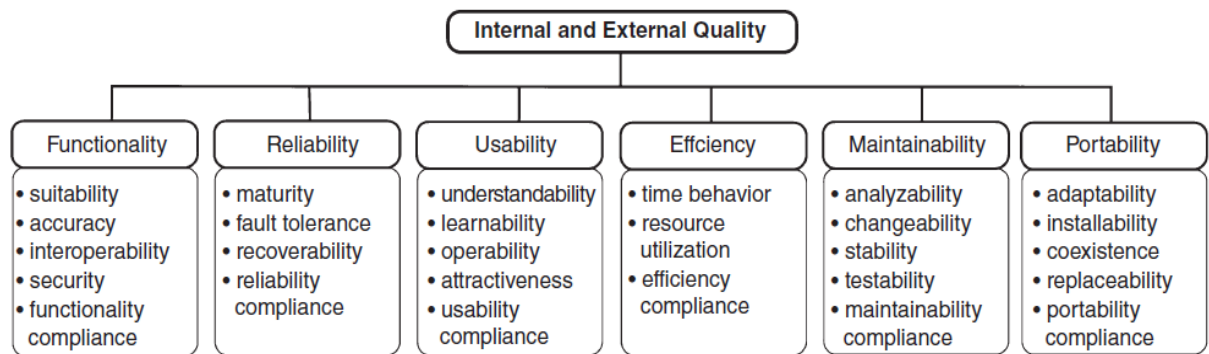 Internal and External Quality
Functionality
• suitability
• accuracy
• interoperability
• security
• functionality
compliance
Reliability
• maturity
• fault tolerance
• recoverability
• reliability
compliance
Usability
• understandability
• learnability
• operability
• attractiveness
• usability
compliance
Effciency
• time behavior
• resource
utilization
• efficiency
compliance
Maintainability
• analyzability
• changeability
• stability
• testability
• maintainability
compliance
Portability
• adaptability
• installability
• coexistence
• replaceability
• portability
compliance